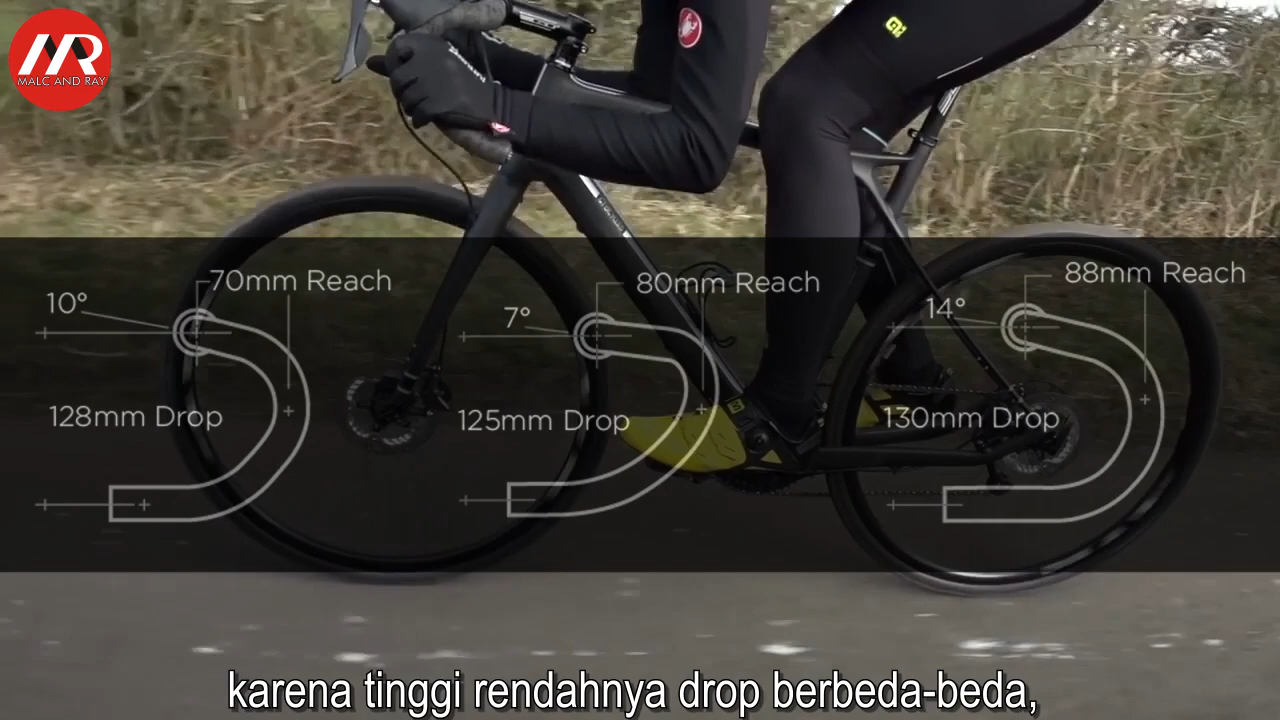 MR
MALC AND RAY
70mm Reach
10°
128mm Drop
80mm Reach
7°
125mm Drop
88mm Reach
14°
130mm Drop
karena tinggi rendahnya drop berbeda-beda,